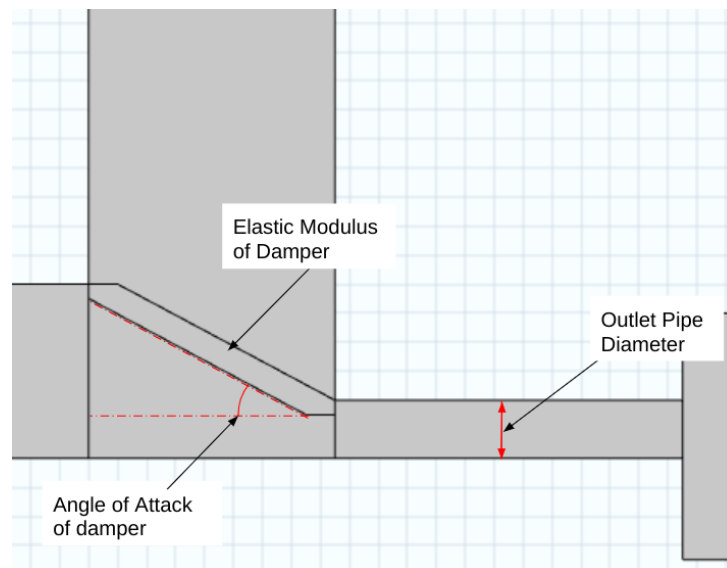 Elastic Modulus
of Damper
Outlet Pipe
Diameter
Angle of Attack
of damper